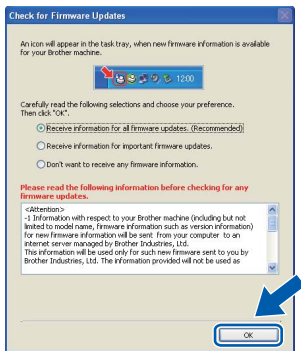 Check for Firmware Updates
An icon will appear in the task tray, when new firmware information is available
for your Brother machine.
12:00
Carefully read the following selections and choose your preference.
Then click "OK".
Receive information for all firmware updates. (Recommended)
Receive information for important firmware updates.
Don't want to receive any firmware information.
Please read the following information before checking for any
firmware updates.
<Attention>
-1 Information with respect to your Brother machine (including but not
limited to model name, firmware information such as version information)
for new firmware information will be sent from your computer to an
internet server managed by Brother Industries, Ltd.
This information will be used only for such new firmware sent to you by
Brother Industries, Ltd. The information provided will not be used as
OK